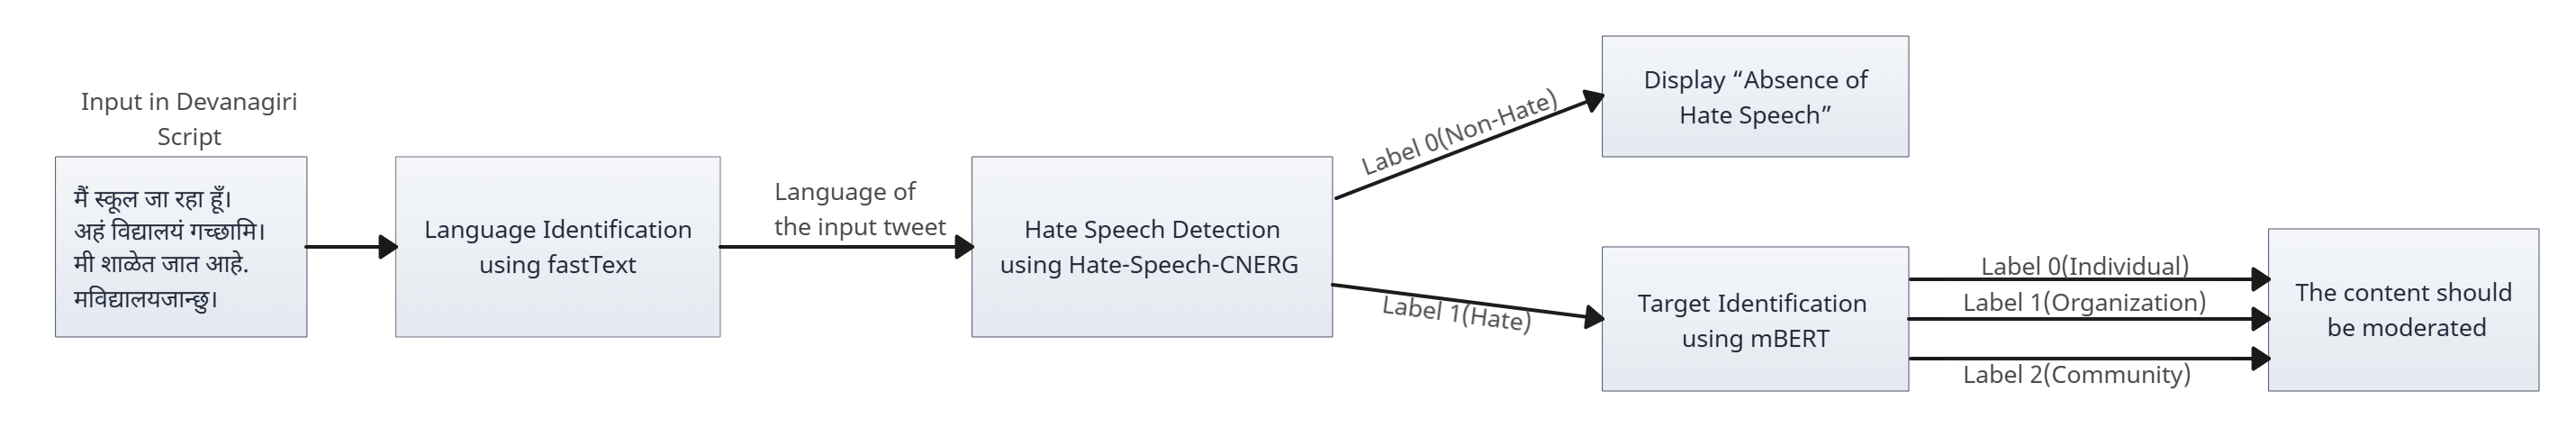 Input in Devanagiri
Script
मैं स्कूल जा रहा हूँ।
अहं विद्यालयं गच्छामि।
मी शाळेत जात आहे.
मविद्यालयजान्छु।
Language Identification
using fastText
Language of
the input tweet
Hate Speech Detection
using Hate-Speech-CNERG
Label 0(Non-Hate)
Display “Absence of
Hate Speech”
Label 1(Hate)
Target Identification
using mBERT
Label 0(Individual)
Label 1(Organization)
Label 2(Community)
The content should
be moderated